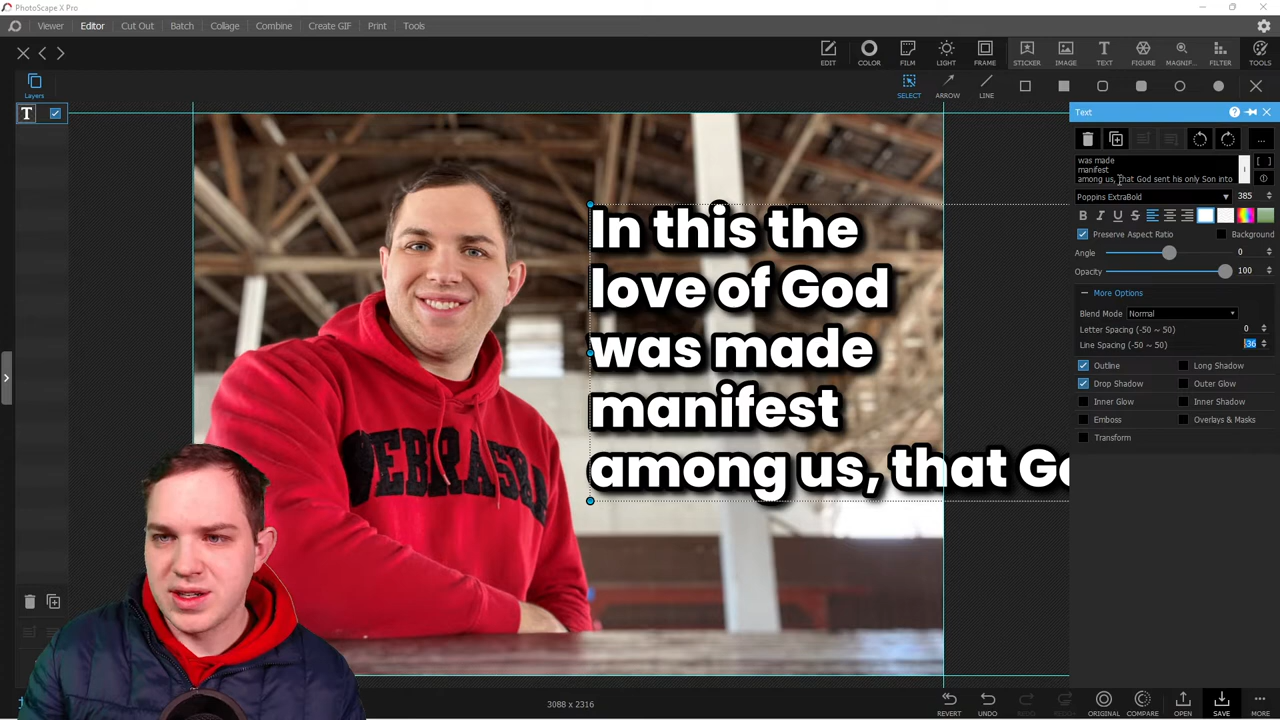 PhotoScape X Pro
Viewer Editor Cut Out Batch Collage Combine Create GIF Print Tools
EDIT COLOR FILM LIGHT FRAME STICKER IMAGE TEXT FIGURE MAGNIF... FILTER TOOLS
Layers
SELECT ARROW LINE
T
Text
was made
manifest
among us, that God sent his only Son into
Poppins ExtraBold 385
B I U S
Preserve Aspect Ratio Background
Angle 0
Opacity 100
More Options
Blend Mode Normal
Letter Spacing (-50 ~ 50) 0
Line Spacing (-50 ~ 50) -36
Outline Long Shadow
Drop Shadow Outer Glow
Inner Glow Inner Shadow
Emboss Overlays & Masks
Transform
In this the
love of God
was made
manifest
among us, that Go
NEBRASKA
3088 x 2316
REVERT UNDO REDO REDO+ ORIGINAL COMPARE OPEN SAVE MORE